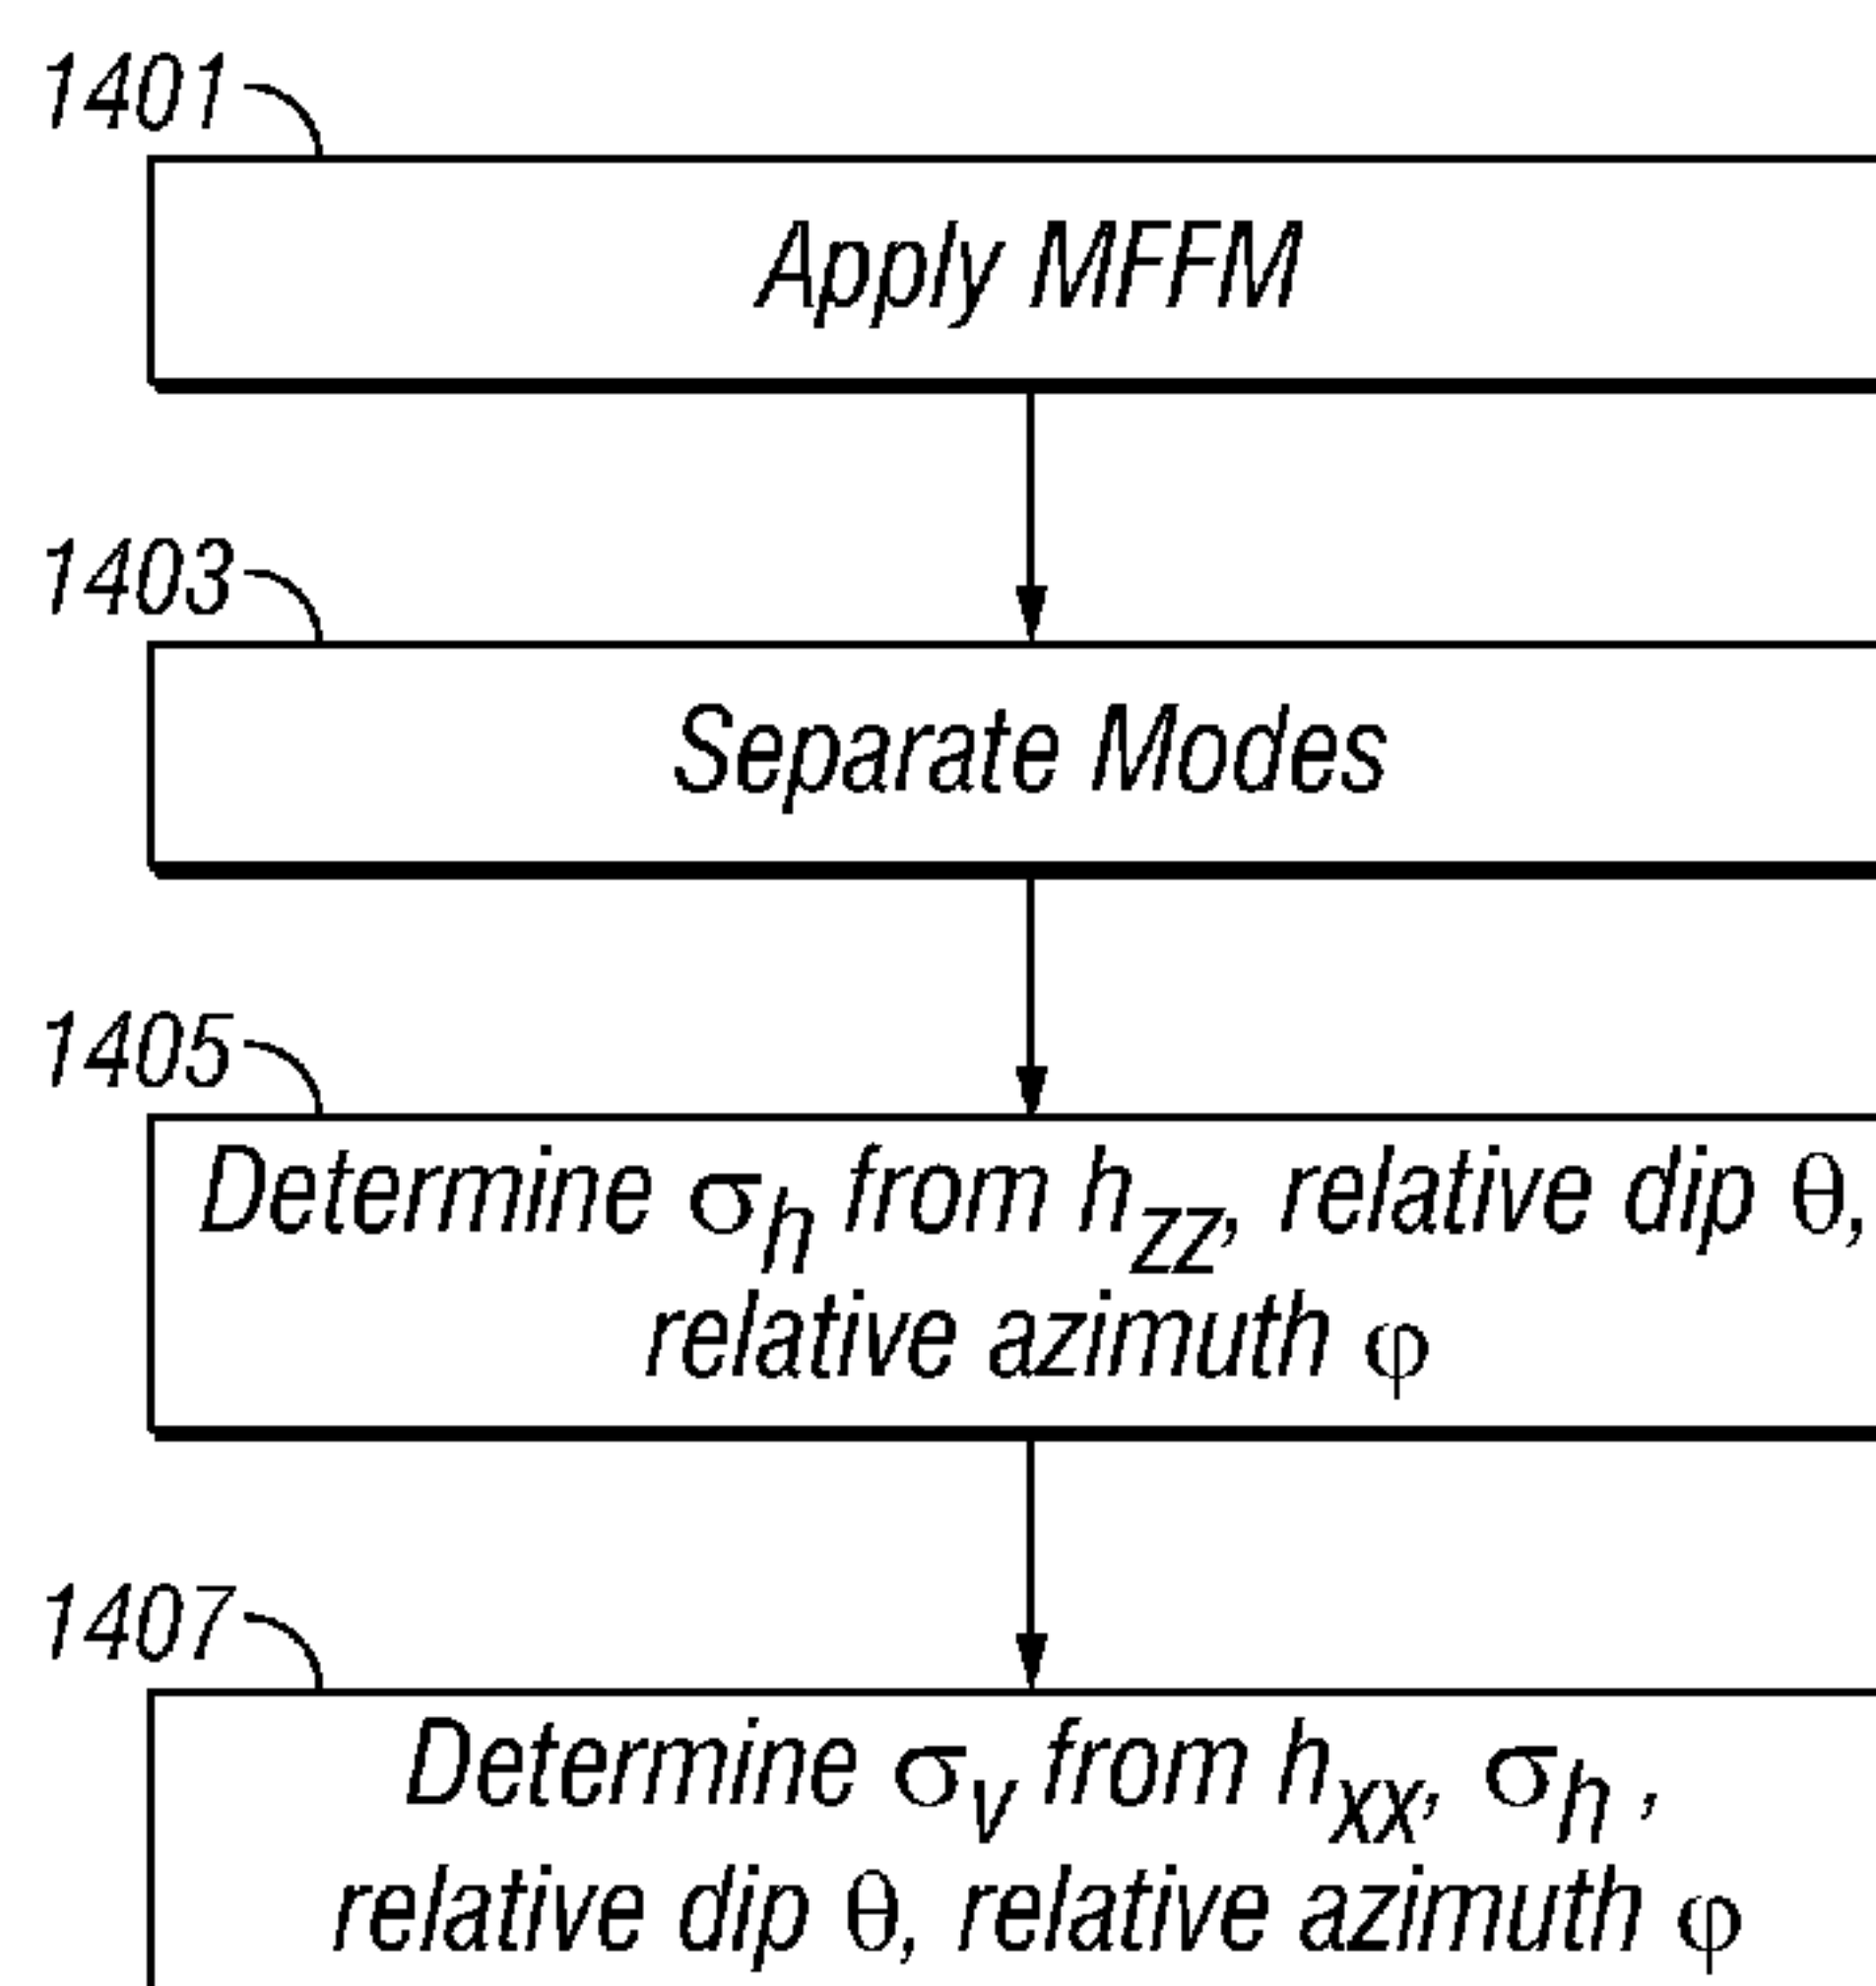 1401
Apply MFFM
1403
Separate Modes
1405
Determine σh from hzz, relative dip θ,
relative azimuth φ
1407
Determine σv from hxx, σh ,
relative dip θ, relative azimuth φ